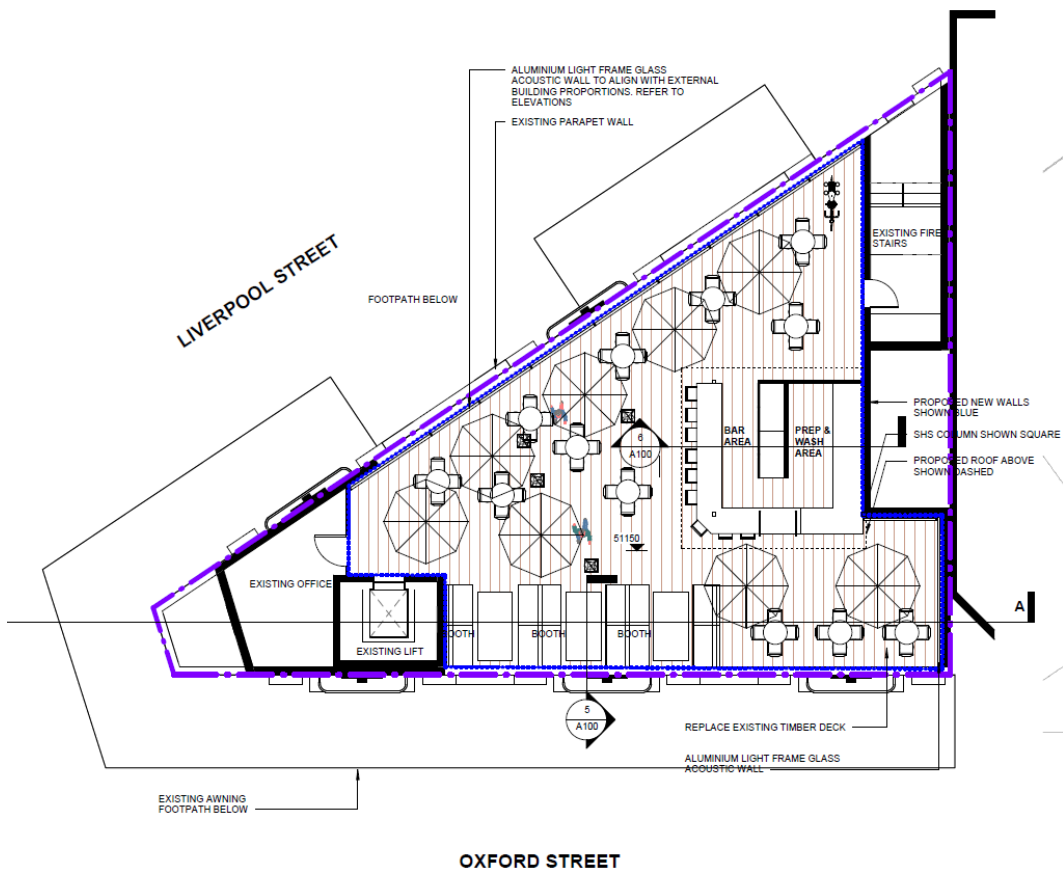 ALUMINIUM LIGHT FRAME GLASS
ACOUSTIC WALL TO ALIGN WITH EXTERNAL
BUILDING PROPORTIONS. REFER TO
ELEVATIONS
EXISTING PARAPET WALL
LIVERPOOL STREET
FOOTPATH BELOW
EXISTING FIRE
STAIRS
PROPOSED NEW WALLS
SHOWN BLUE
SHS COLUMN SHOWN SQUARE
PROPOSED ROOF ABOVE
SHOWN DASHED
BAR
AREA
PREP &
WASH
AREA
6
A100
51150
EXISTING OFFICE
EXISTING LIFT
BOOTH
BOOTH
BOOTH
A
5
A100
REPLACE EXISTING TIMBER DECK
ALUMINIUM LIGHT FRAME GLASS
ACOUSTIC WALL
EXISTING AWNING
FOOTPATH BELOW
OXFORD STREET